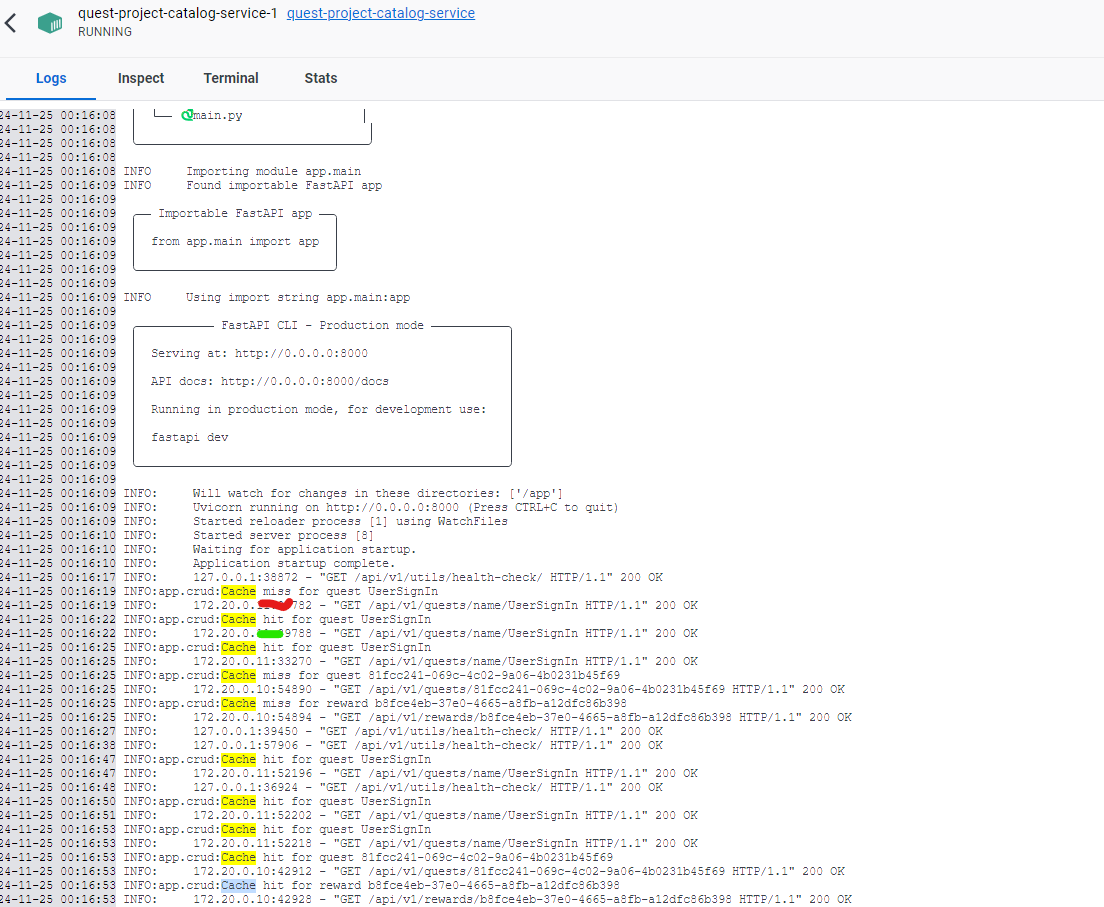 quest-project-catalog-service-1 quest-project-catalog-service
RUNNING
Logs Inspect Terminal Stats
24-11-25 00:16:08 └── main.py
24-11-25 00:16:08
24-11-25 00:16:08
24-11-25 00:16:08
24-11-25 00:16:08 INFO Importing module app.main
24-11-25 00:16:09 INFO Found importable FastAPI app
24-11-25 00:16:09
24-11-25 00:16:09 Importable FastAPI app
24-11-25 00:16:09
24-11-25 00:16:09 from app.main import app
24-11-25 00:16:09
24-11-25 00:16:09
24-11-25 00:16:09
24-11-25 00:16:09 INFO Using import string app.main:app
24-11-25 00:16:09
24-11-25 00:16:09 FastAPI CLI - Production mode
24-11-25 00:16:09
24-11-25 00:16:09 Serving at: http://0.0.0.0:8000
24-11-25 00:16:09
24-11-25 00:16:09 API docs: http://0.0.0.0:8000/docs
24-11-25 00:16:09
24-11-25 00:16:09 Running in production mode, for development use:
24-11-25 00:16:09
24-11-25 00:16:09 fastapi dev
24-11-25 00:16:09
24-11-25 00:16:09
24-11-25 00:16:09
24-11-25 00:16:09 INFO: Will watch for changes in these directories: ['/app']
24-11-25 00:16:09 INFO: Uvicorn running on http://0.0.0.0:8000 (Press CTRL+C to quit)
24-11-25 00:16:09 INFO: Started reloader process [1] using WatchFiles
24-11-25 00:16:10 INFO: Started server process [8]
24-11-25 00:16:10 INFO: Waiting for application startup.
24-11-25 00:16:10 INFO: Application startup complete.
24-11-25 00:16:17 INFO: 127.0.0.1:38872 - "GET /api/v1/utils/health-check/ HTTP/1.1" 200 OK
24-11-25 00:16:19 INFO:app.crud:Cache miss for quest UserSignIn
24-11-25 00:16:19 INFO: 172.20.0. 782 - "GET /api/v1/quests/name/UserSignIn HTTP/1.1" 200 OK
24-11-25 00:16:22 INFO:app.crud:Cache hit for quest UserSignIn
24-11-25 00:16:22 INFO: 172.20.0. 9788 - "GET /api/v1/quests/name/UserSignIn HTTP/1.1" 200 OK
24-11-25 00:16:25 INFO:app.crud:Cache hit for quest UserSignIn
24-11-25 00:16:25 INFO: 172.20.0.11:33270 - "GET /api/v1/quests/name/UserSignIn HTTP/1.1" 200 OK
24-11-25 00:16:25 INFO:app.crud:Cache miss for quest 81fcc241-069c-4c02-9a06-4b0231b45f69
24-11-25 00:16:25 INFO: 172.20.0.10:54890 - "GET /api/v1/quests/81fcc241-069c-4c02-9a06-4b0231b45f69 HTTP/1.1" 200 OK
24-11-25 00:16:25 INFO:app.crud:Cache miss for reward b8fce4eb-37e0-4665-a8fb-a12dfc86b398
24-11-25 00:16:25 INFO: 172.20.0.10:54894 - "GET /api/v1/rewards/b8fce4eb-37e0-4665-a8fb-a12dfc86b398 HTTP/1.1" 200 OK
24-11-25 00:16:27 INFO: 127.0.0.1:39450 - "GET /api/v1/utils/health-check/ HTTP/1.1" 200 OK
24-11-25 00:16:38 INFO: 127.0.0.1:57906 - "GET /api/v1/utils/health-check/ HTTP/1.1" 200 OK
24-11-25 00:16:47 INFO:app.crud:Cache hit for quest UserSignIn
24-11-25 00:16:47 INFO: 172.20.0.11:52196 - "GET /api/v1/quests/name/UserSignIn HTTP/1.1" 200 OK
24-11-25 00:16:48 INFO: 127.0.0.1:36924 - "GET /api/v1/utils/health-check/ HTTP/1.1" 200 OK
24-11-25 00:16:50 INFO:app.crud:Cache hit for quest UserSignIn
24-11-25 00:16:51 INFO: 172.20.0.11:52202 - "GET /api/v1/quests/name/UserSignIn HTTP/1.1" 200 OK
24-11-25 00:16:53 INFO:app.crud:Cache hit for quest UserSignIn
24-11-25 00:16:53 INFO: 172.20.0.11:52218 - "GET /api/v1/quests/name/UserSignIn HTTP/1.1" 200 OK
24-11-25 00:16:53 INFO:app.crud:Cache hit for quest 81fcc241-069c-4c02-9a06-4b0231b45f69
24-11-25 00:16:53 INFO: 172.20.0.10:42912 - "GET /api/v1/quests/81fcc241-069c-4c02-9a06-4b0231b45f69 HTTP/1.1" 200 OK
24-11-25 00:16:53 INFO:app.crud:Cache hit for reward b8fce4eb-37e0-4665-a8fb-a12dfc86b398
24-11-25 00:16:53 INFO: 172.20.0.10:42928 - "GET /api/v1/rewards/b8fce4eb-37e0-4665-a8fb-a12dfc86b398 HTTP/1.1" 200 OK